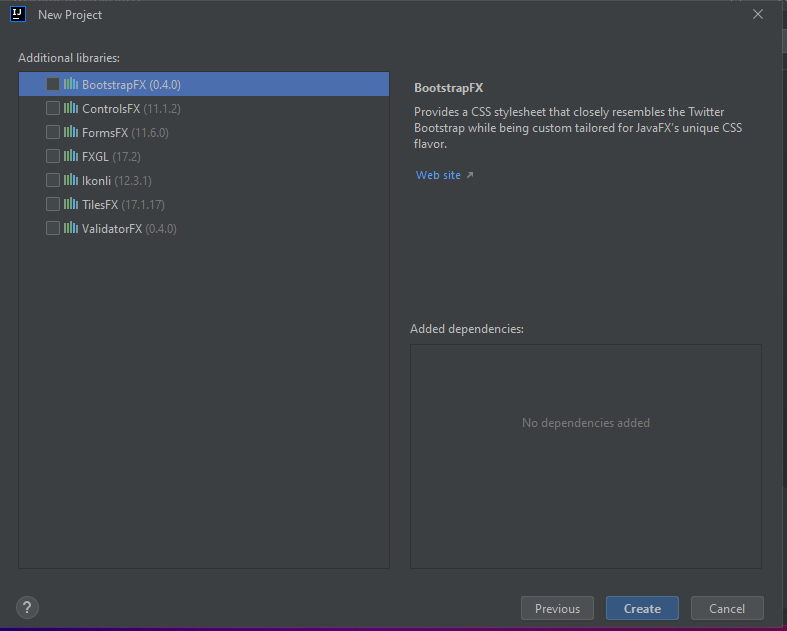 IJ
New Project
Additional libraries:
BootstrapFX (0.4.0)
ControlsFX (11.1.2)
FormsFX (11.6.0)
FXGL (17.2)
Ikonli (12.3.1)
TilesFX (17.1.17)
ValidatorFX (0.4.0)
BootstrapFX
Provides a CSS stylesheet that closely resembles the Twitter
Bootstrap while being custom tailored for JavaFX's unique CSS
flavor.
Web site
Added dependencies:
No dependencies added
?
Previous
Create
Cancel